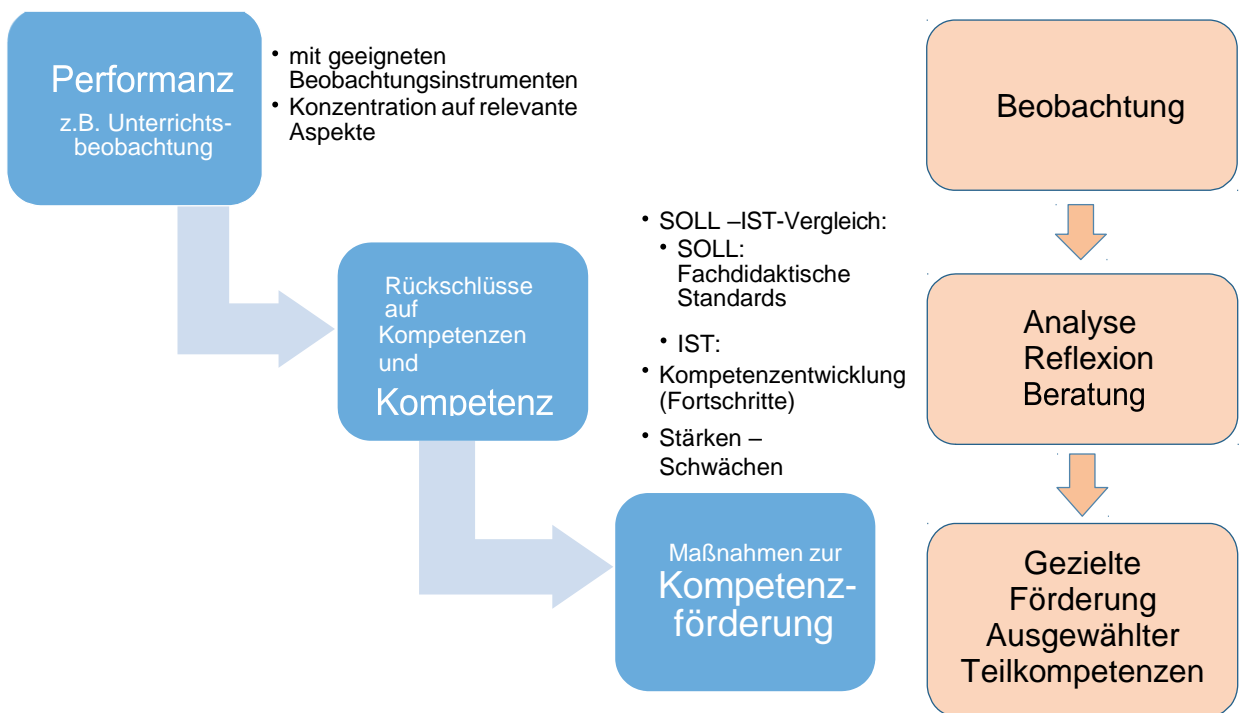 Performanz
z.B. Unterrichts-
beobachtung
• mit geeigneten
Beobachtungsinstrumenten
• Konzentration auf relevante
Aspekte
Rückschlüsse
auf
Kompetenzen
und
Kompetenz
• SOLL –IST-Vergleich:
• SOLL:
Fachdidaktische
Standards
• IST:
• Kompetenzentwicklung
(Fortschritte)
• Stärken –
Schwächen
Maßnahmen zur
Kompetenz-
förderung
Beobachtung
Analyse
Reflexion
Beratung
Gezielte
Förderung
Ausgewählter
Teilkompetenzen